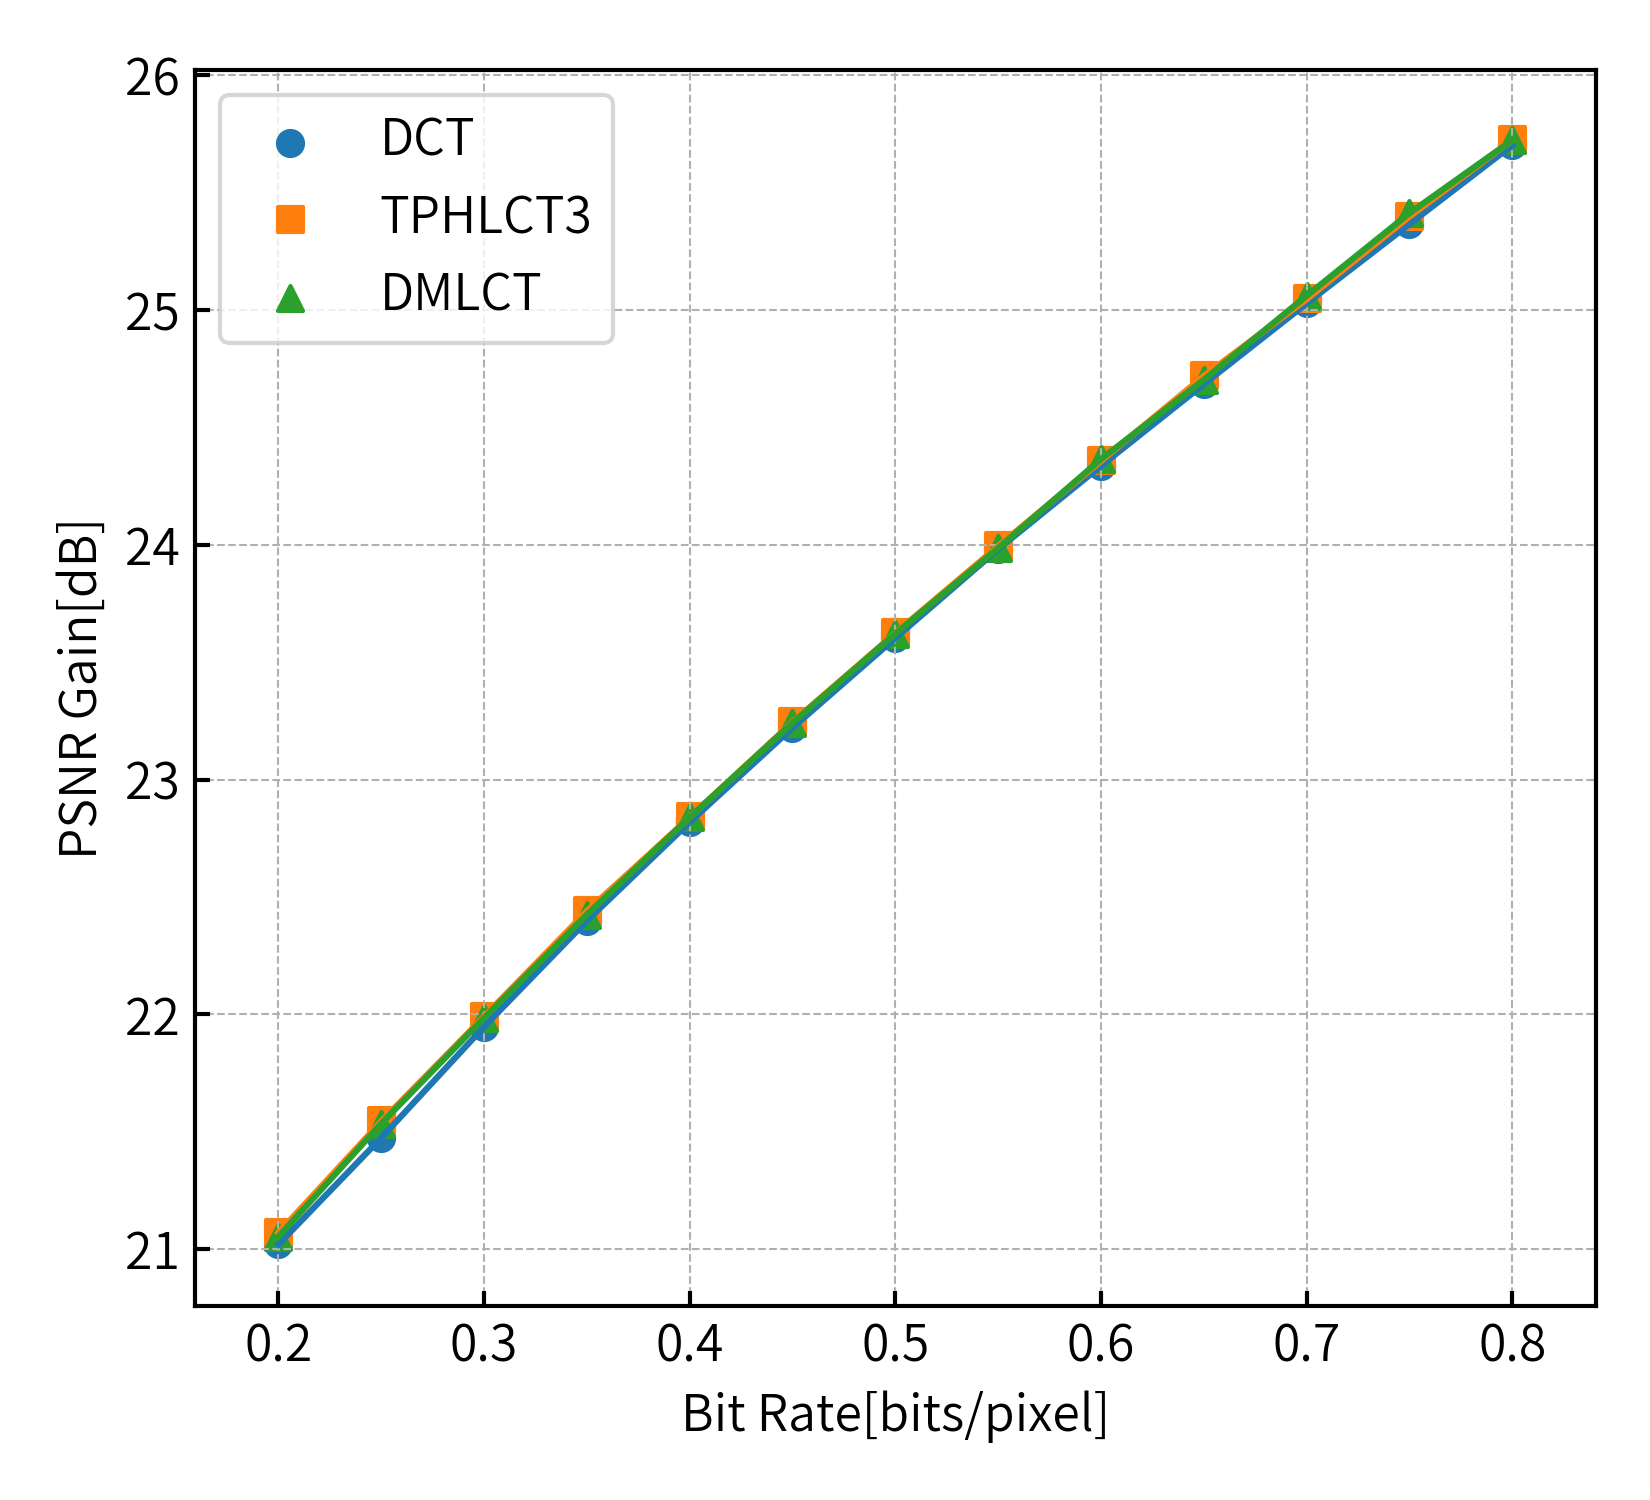 26
25
24
23
22
21
PSNR Gain[dB]
DCT
TPHLCT3
DMLCT
0.2 0.3 0.4 0.5 0.6 0.7 0.8
Bit Rate[bits/pixel]